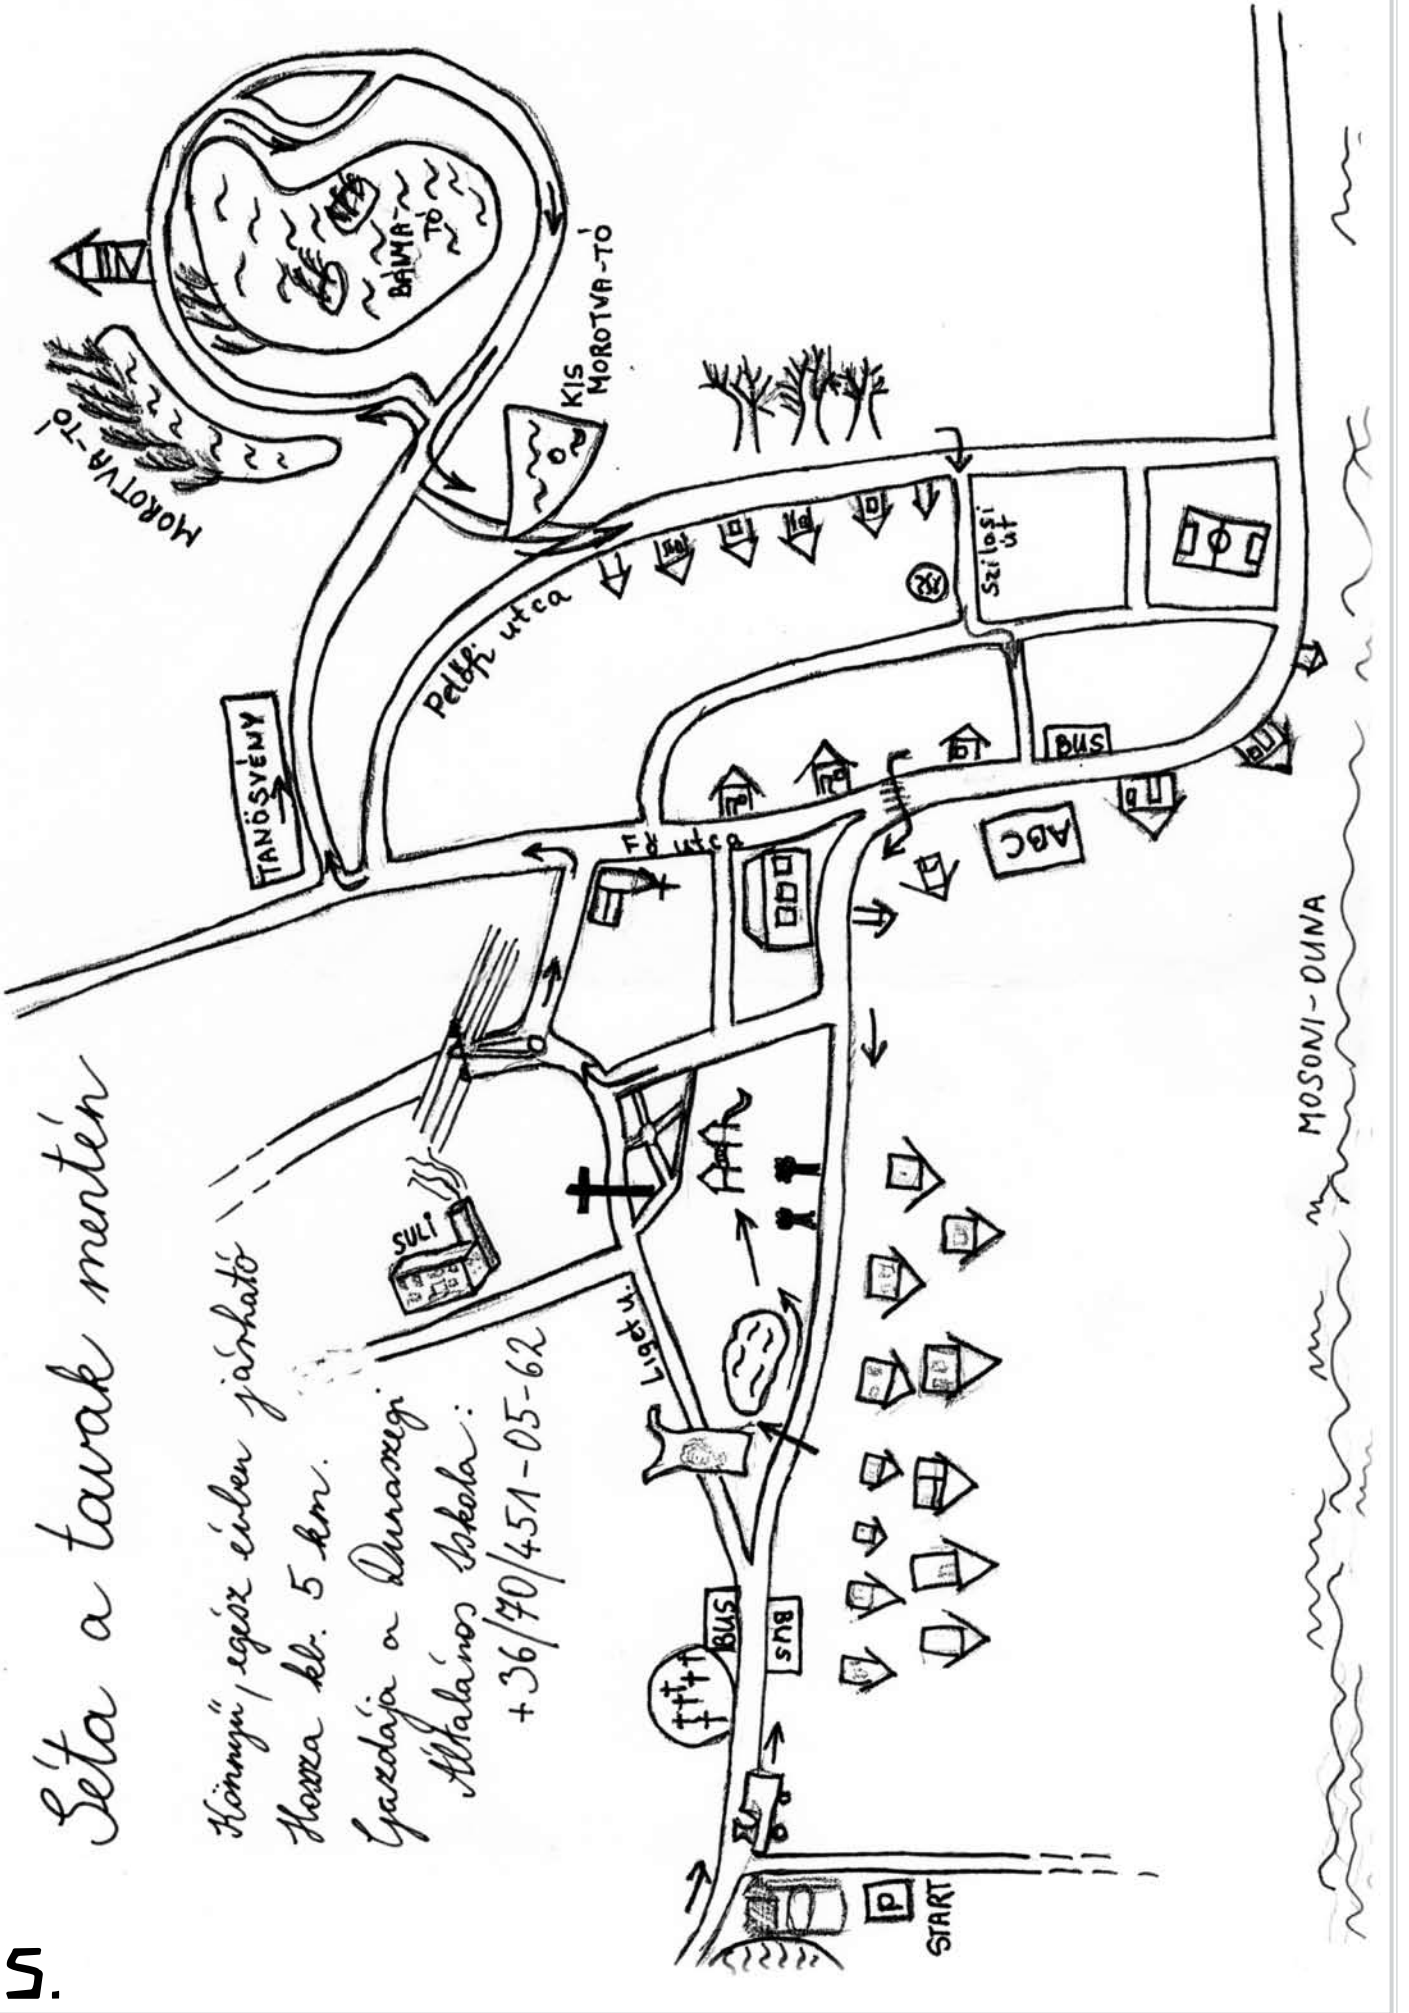 5.
Séta a tavak mentén
Könnyű, egész évben járható
Hossza kb. 5 km.
Gazdája a Dunaszegi
Általános Iskola:
+36/70/451-05-62
MOROTVA-TÓ
BÁNYA-
TÓ
KIS
MOROTVA-TÓ
TANÖSVÉNY
Petőfi utca
Szilosi
út
SULI
Fő utca
Liget u.
BUS
ABC
BUS
BUS
P
START
MOSONI-DUNA